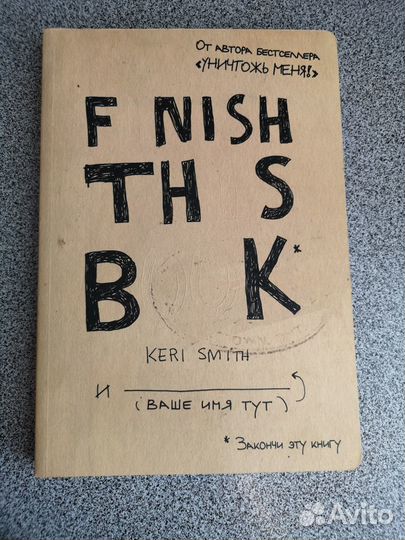 От автора бестселлера
«Уничтожь меня!»
F NISH
TH S
B K*
KERI SMITH
и
(ваше имя тут)
* Закончи эту книгу
Avito